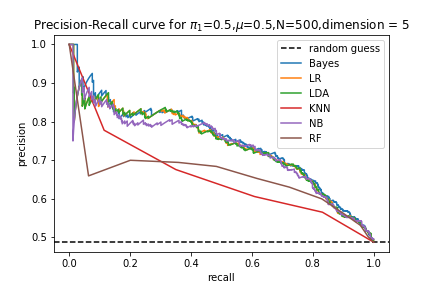 Precision-Recall curve for π₁=0.5,μ=0.5,N=500,dimension = 5
1.0
0.9
0.8
0.7
0.6
0.5
precision
random guess
Bayes
LR
LDA
KNN
NB
RF
0.0 0.2 0.4 0.6 0.8 1.0
recall